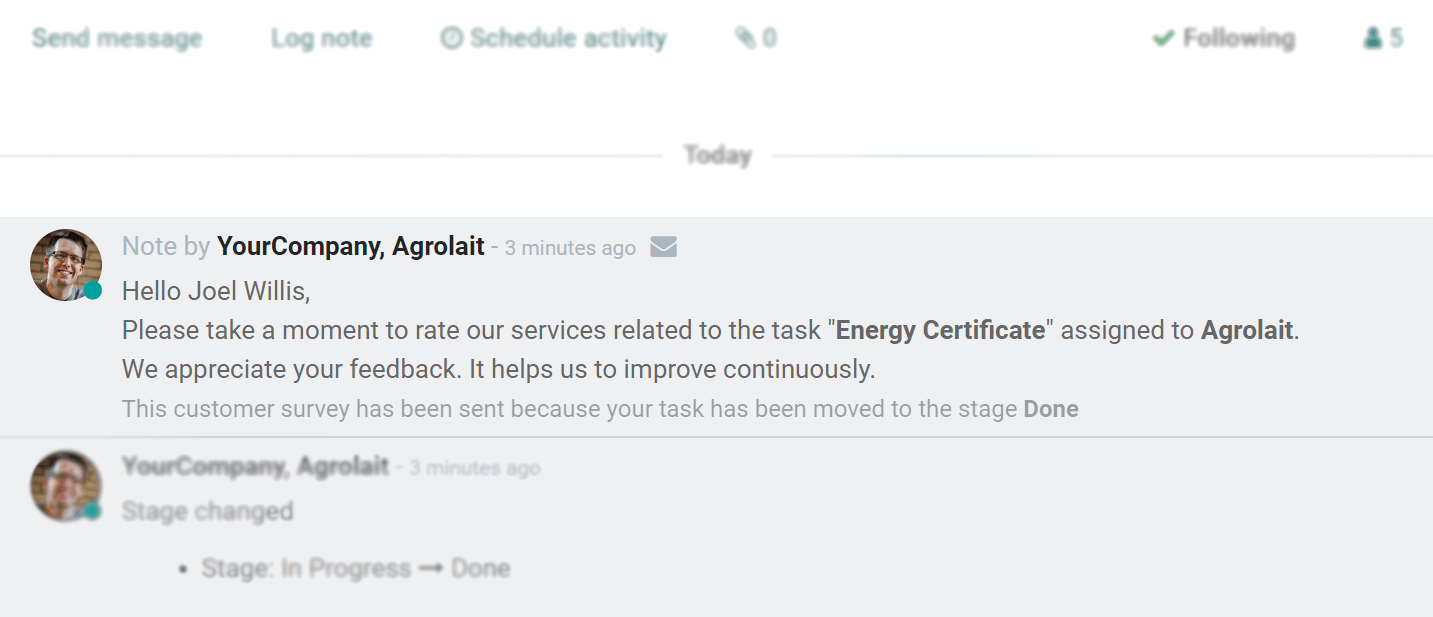 Send message Log note Schedule activity 0 Following 5
Today
Note by YourCompany, Agrolait - 3 minutes ago
Hello Joel Willis,
Please take a moment to rate our services related to the task "Energy Certificate" assigned to Agrolait.
We appreciate your feedback. It helps us to improve continuously.
This customer survey has been sent because your task has been moved to the stage Done
YourCompany, Agrolait - 3 minutes ago
Stage changed
• Stage: In Progress → Done